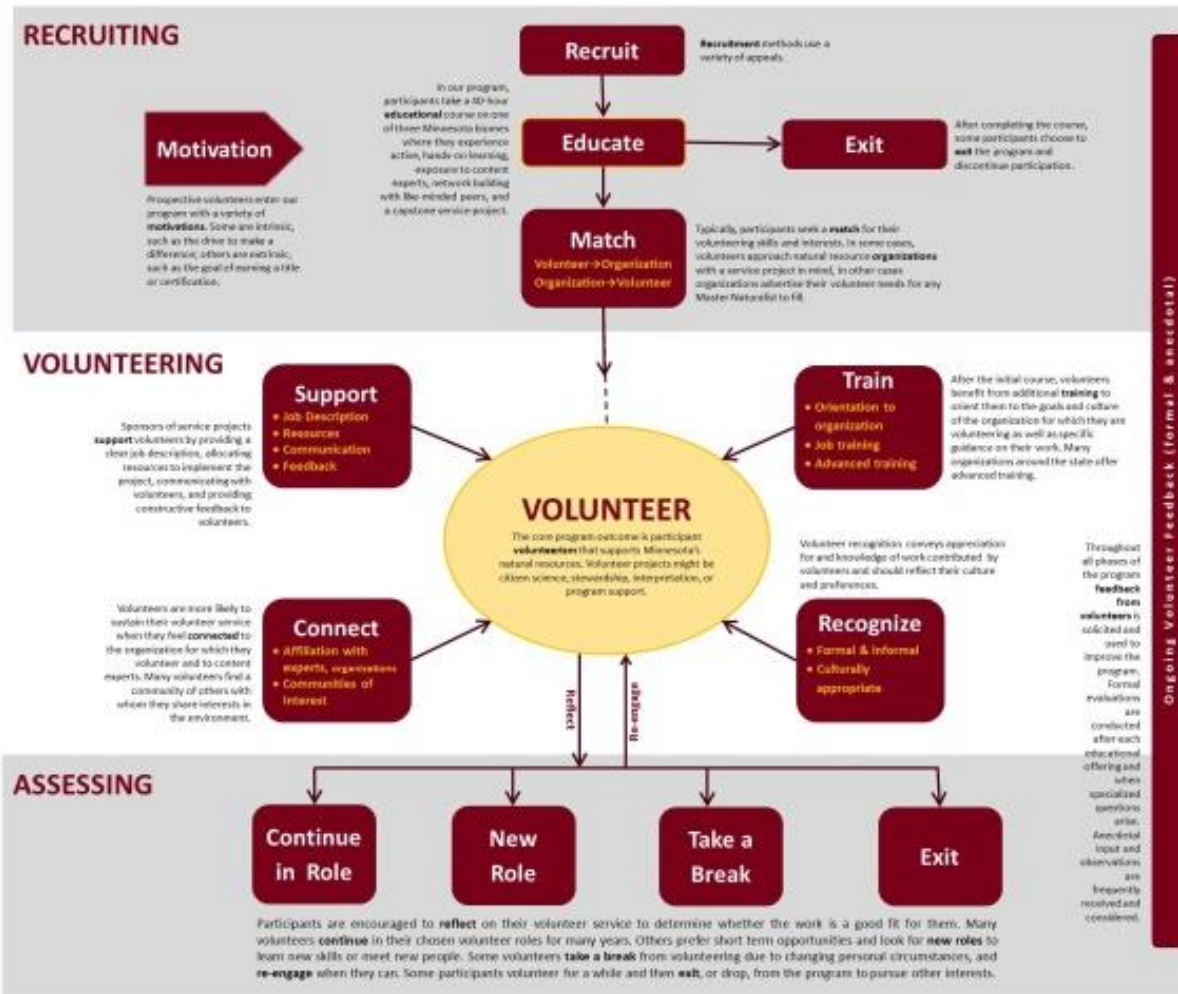 RECRUITING
Recruit
Recruitment methods use a
variety of appeals.
In our program,
participants take a 40-hour
educational course on one
of three Minnesota biomes
where they experience
active, hands-on learning,
exposure to content
experts, network building
with like-minded peers, and
a capstone service project.
Educate
Exit
After completing the course,
some participants choose to
exit the program and
discontinue participation.
Motivation
Prospective volunteers enter our
program with a variety of
motivations. Some are intrinsic,
such as the drive to make a
difference; others are extrinsic,
such as the goal of earning a title
or certification.
Match
Volunteer→Organization
Organization→Volunteer
Typically, participants seek a match for their
volunteering skills and interests. In some cases,
volunteers approach natural resource organizations
with a service project in mind, in other cases
organizations advertise their volunteer needs for any
Master Naturalist to fill.
VOLUNTEERING
Support
• Job Description
• Resources
• Communication
• Feedback
Sponsors of service projects
support volunteers by providing a
clear job description, allocating
resources to implement the
project, communicating with
volunteers, and providing
constructive feedback to
volunteers.
Train
• Orientation to
organization
• Job training
• Advanced training
After the initial course, volunteers
benefit from additional training to
orient them to the goals and culture
of the organization for which they are
volunteering as well as specific
guidance on their work. Many
organizations around the state offer
advanced training.
VOLUNTEER
The core program outcome is participant
volunteerism that supports Minnesota's
natural resources. Volunteer projects might be
citizen science, stewardship, interpretation, or
program support.
Volunteers are more likely to
sustain their volunteer service
when they feel connected to
the organization for which they
volunteer and to content
experts. Many volunteers find a
community of others with
whom they share interests in
the environment.
Connect
• Affiliation with
experts, organizations
• Communities of
Interest
Volunteer recognition conveys appreciation
for and knowledge of work contributed by
volunteers and should reflect their culture
and preferences.
Recognize
• Formal & Informal
• Culturally
appropriate
Reflect
Re-engage
Throughout
all phases of
the program
feedback
from
volunteers is
solicited and
used to
improve the
program.
Formal
evaluations
are
conducted
after each
educational
offering and
when
specialized
questions
arise.
Anecdotal
input and
observations
are
frequently
received and
considered.
Ongoing Volunteer Feedback (formal & anecdotal)
ASSESSING
Continue
in Role
New
Role
Take a
Break
Exit
Participants are encouraged to reflect on their volunteer service to determine whether the work is a good fit for them. Many
volunteers continue in their chosen volunteer roles for many years. Others prefer short term opportunities and look for new roles to
learn new skills or meet new people. Some volunteers take a break from volunteering due to changing personal circumstances, and
re-engage when they can. Some participants volunteer for a while and then exit, or drop, from the program to pursue other interests.